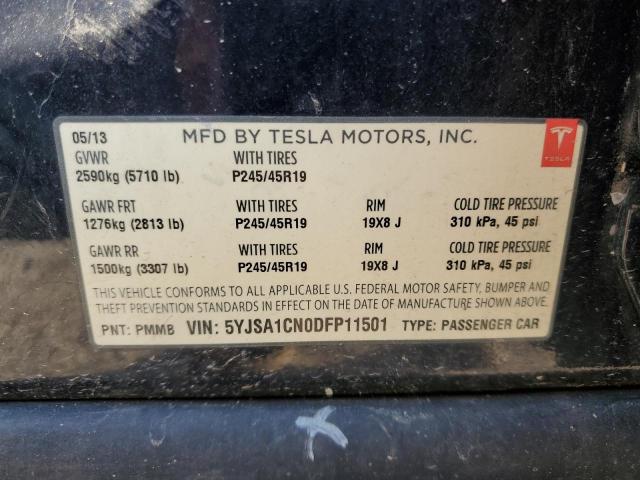 05/13 MFD BY TESLA MOTORS, INC.
TESLA
GVWR WITH TIRES
2590kg (5710 lb) P245/45R19
GAWR FRT WITH TIRES RIM COLD TIRE PRESSURE
1276kg (2813 lb) P245/45R19 19X8 J 310 kPa, 45 psi
GAWR RR WITH TIRES RIM COLD TIRE PRESSURE
1500kg (3307 lb) P245/45R19 19X8 J 310 kPa, 45 psi
THIS VEHICLE CONFORMS TO ALL APPLICABLE U.S. FEDERAL MOTOR SAFETY, BUMPER AND
THEFT PREVENTION STANDARDS IN EFFECT ON THE DATE OF MANUFACTURE SHOWN ABOVE.
PNT: PMMB VIN: 5YJSA1CN0DFP11501 TYPE: PASSENGER CAR